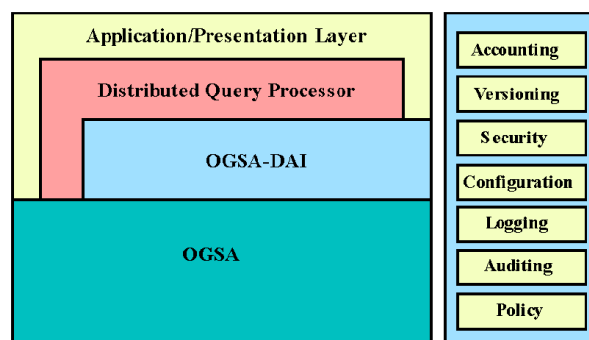 Application/Presentation Layer
Distributed Query Processor
OGSA-DAI
OGSA
Accounting
Versioning
Security
Configuration
Logging
Auditing
Policy